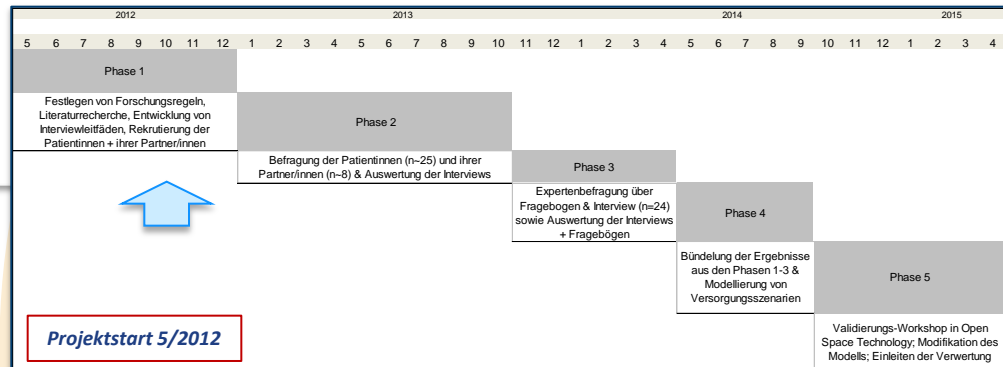 2012 2013 2014 2015
5 6 7 8 9 10 11 12 1 2 3 4 5 6 7 8 9 10 11 12 1 2 3 4 5 6 7 8 9 10 11 12 1 2 3 4
Phase 1
Festlegen von Forschungsregeln,
Literaturrecherche, Entwicklung von
Interviewleitfäden, Rekrutierung der
Patientinnen + ihrer Partner/innen
Phase 2
Befragung der Patientinnen (n~25) und ihrer
Partner/innen (n~8) & Auswertung der Interviews
Phase 3
Expertenbefragung über
Fragebogen & Interview (n=24)
sowie Auswertung der Interviews
+ Fragebögen
Phase 4
Bündelung der Ergebnisse
aus den Phasen 1-3 &
Modellierung von
Versorgungsszenarien
Phase 5
Validierungs-Workshop in Open
Space Technology; Modifikation des
Modells; Einleiten der Verwertung
Projektstart 5/2012